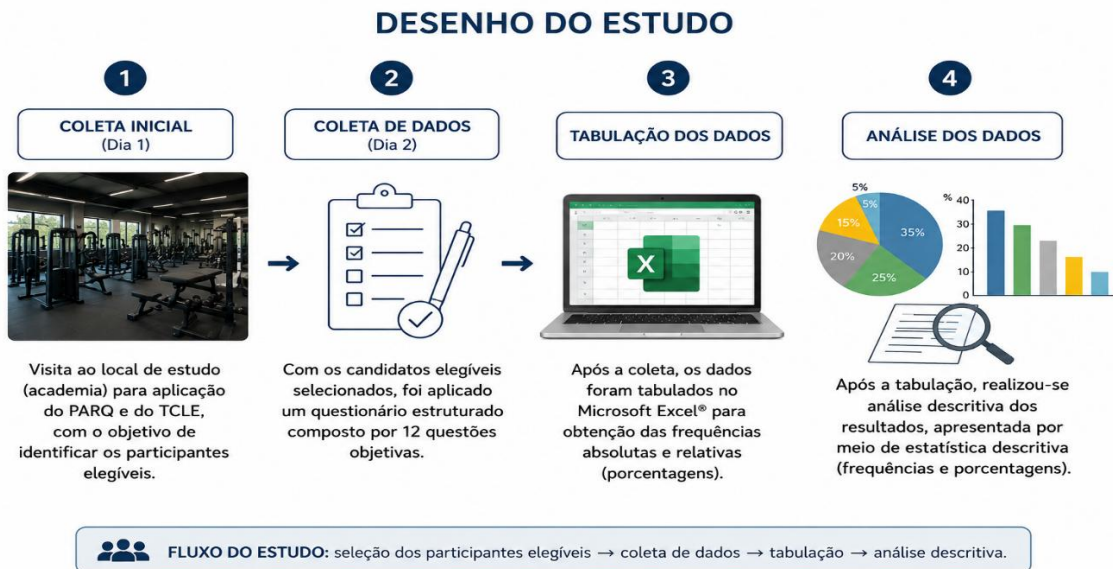 DESENHO DO ESTUDO
1
COLETA INICIAL
(Dia 1)
Visita ao local de estudo
(academia) para aplicação
do PARQ e do TCLE,
com o objetivo de
identificar os participantes
elegíveis.
2
COLETA DE DADOS
(Dia 2)
Com os candidatos elegíveis
selecionados, foi aplicado
um questionário estruturado
composto por 12 questões
objetivas.
3
TABULAÇÃO DOS DADOS
X
Após a coleta, os dados
foram tabulados no
Microsoft Excel® para
obtenção das frequências
absolutas e relativas
(porcentagens).
4
ANÁLISE DOS DADOS
5%
5%
15%
35%
20%
25%
%
40
30
20
10
0
Após a tabulação, realizou-se
análise descritiva dos
resultados, apresentada por
meio de estatística descritiva
(frequências e porcentagens).
FLUXO DO ESTUDO: seleção dos participantes elegíveis → coleta de dados → tabulação → análise descritiva.